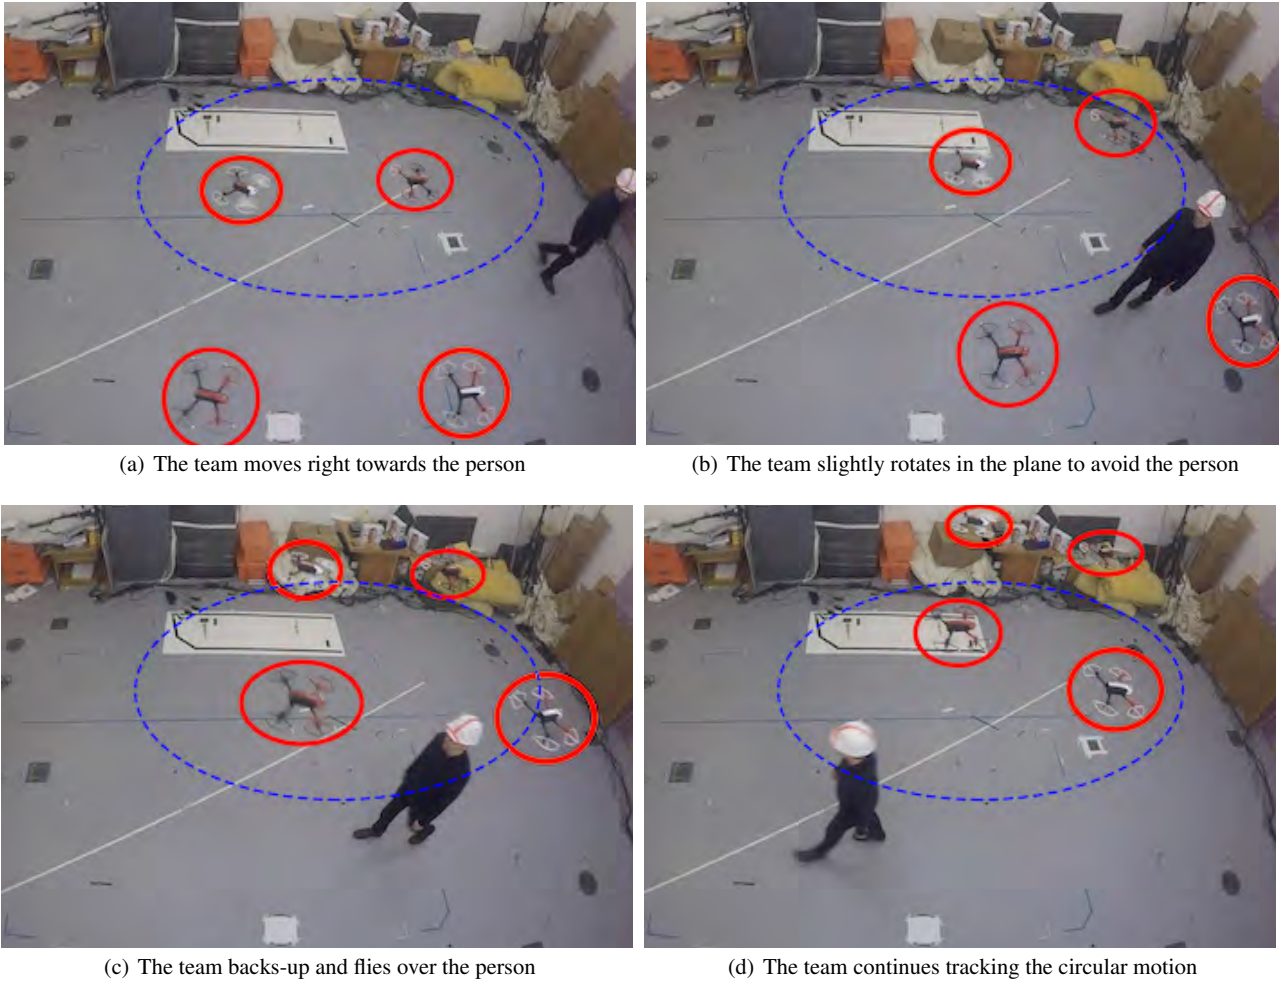 (a) The team moves right towards the person
(b) The team slightly rotates in the plane to avoid the person
(c) The team backs-up and flies over the person
(d) The team continues tracking the circular motion